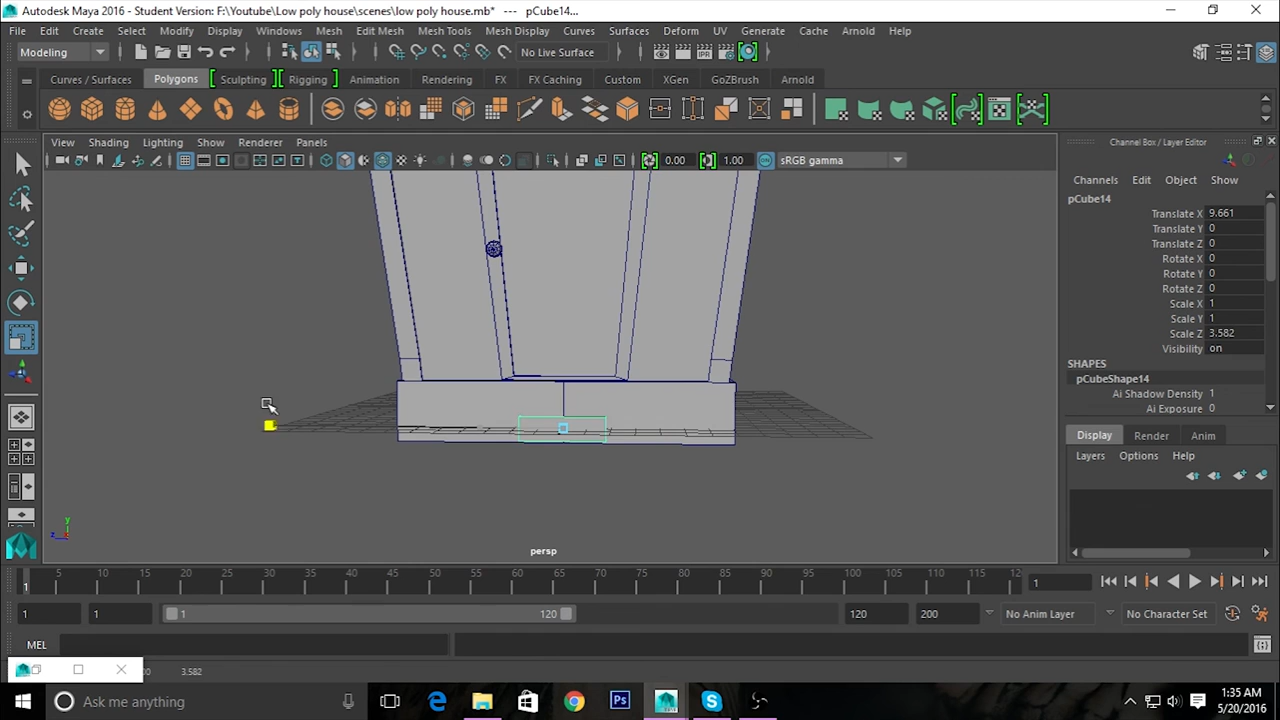 Autodesk Maya 2016 - Student Version: F:\Youtube\Low poly house\scenes\low poly house.mb* --- pCube14...
File Edit Create Select Modify Display Windows Mesh Edit Mesh Mesh Tools Mesh Display Curves Surfaces Deform UV Generate Cache Arnold Help
Modeling No Live Surface
Curves / Surfaces Polygons Sculpting Rigging Animation Rendering FX FX Caching Custom XGen GoZBrush Arnold
View Shading Lighting Show Renderer Panels
0.00 1.00 sRGB gamma
y
z
persp
Channel Box / Layer Editor
Channels Edit Object Show
pCube14
Translate X 9.661
Translate Y 0
Translate Z 0
Rotate X 0
Rotate Y 0
Rotate Z 0
Scale X 1
Scale Y 1
Scale Z 3.582
Visibility on
SHAPES
pCubeShape14
Ai Shadow Density 1
Ai Exposure 0
Display Render Anim
Layers Options Help
5 10 15 20 25 30 35 40 45 50 55 60 65 70 75 80 85 90 95 100 105 110 115 12
1 1
1 1 1 120 120 200 No Anim Layer No Character Set
MEL
3.582
Ask me anything
Ps
1:35 AM
5/20/2016